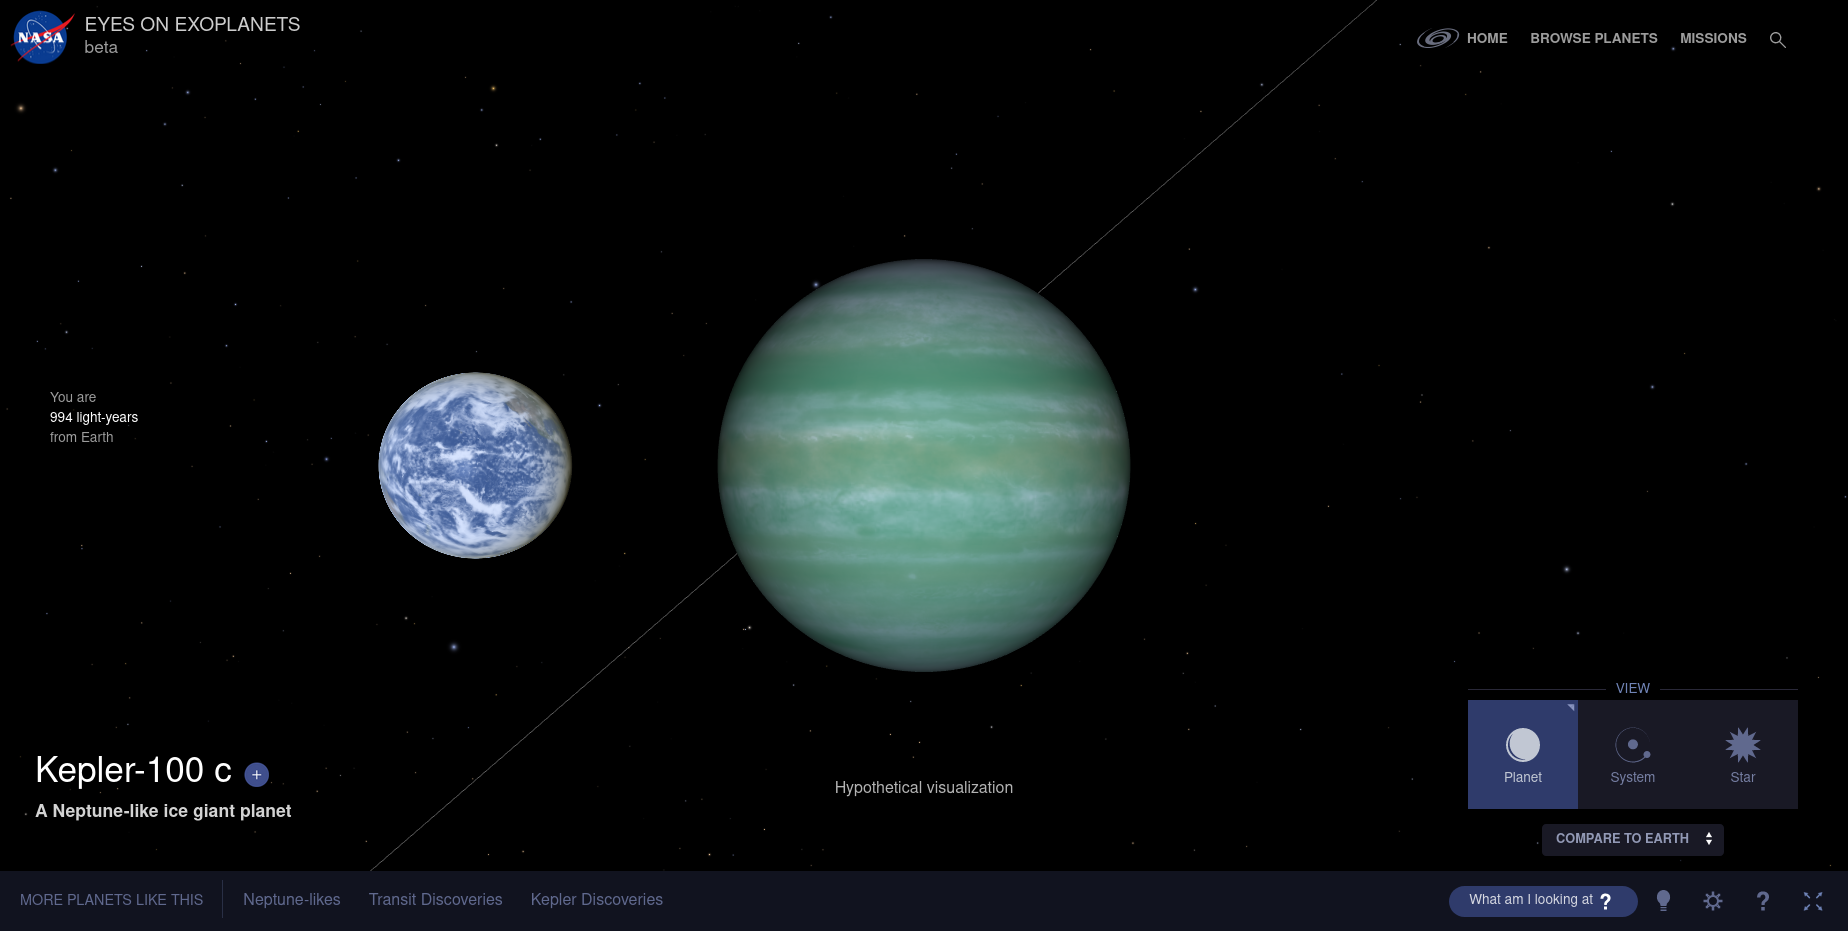 NASA
EYES ON EXOPLANETS
beta
HOME
BROWSE PLANETS
MISSIONS
You are
994 light-years
from Earth
Kepler-100 c +
A Neptune-like ice giant planet
Hypothetical visualization
VIEW
Planet
System
Star
COMPARE TO EARTH
MORE PLANETS LIKE THIS
Neptune-likes
Transit Discoveries
Kepler Discoveries
What am I looking at ?
?